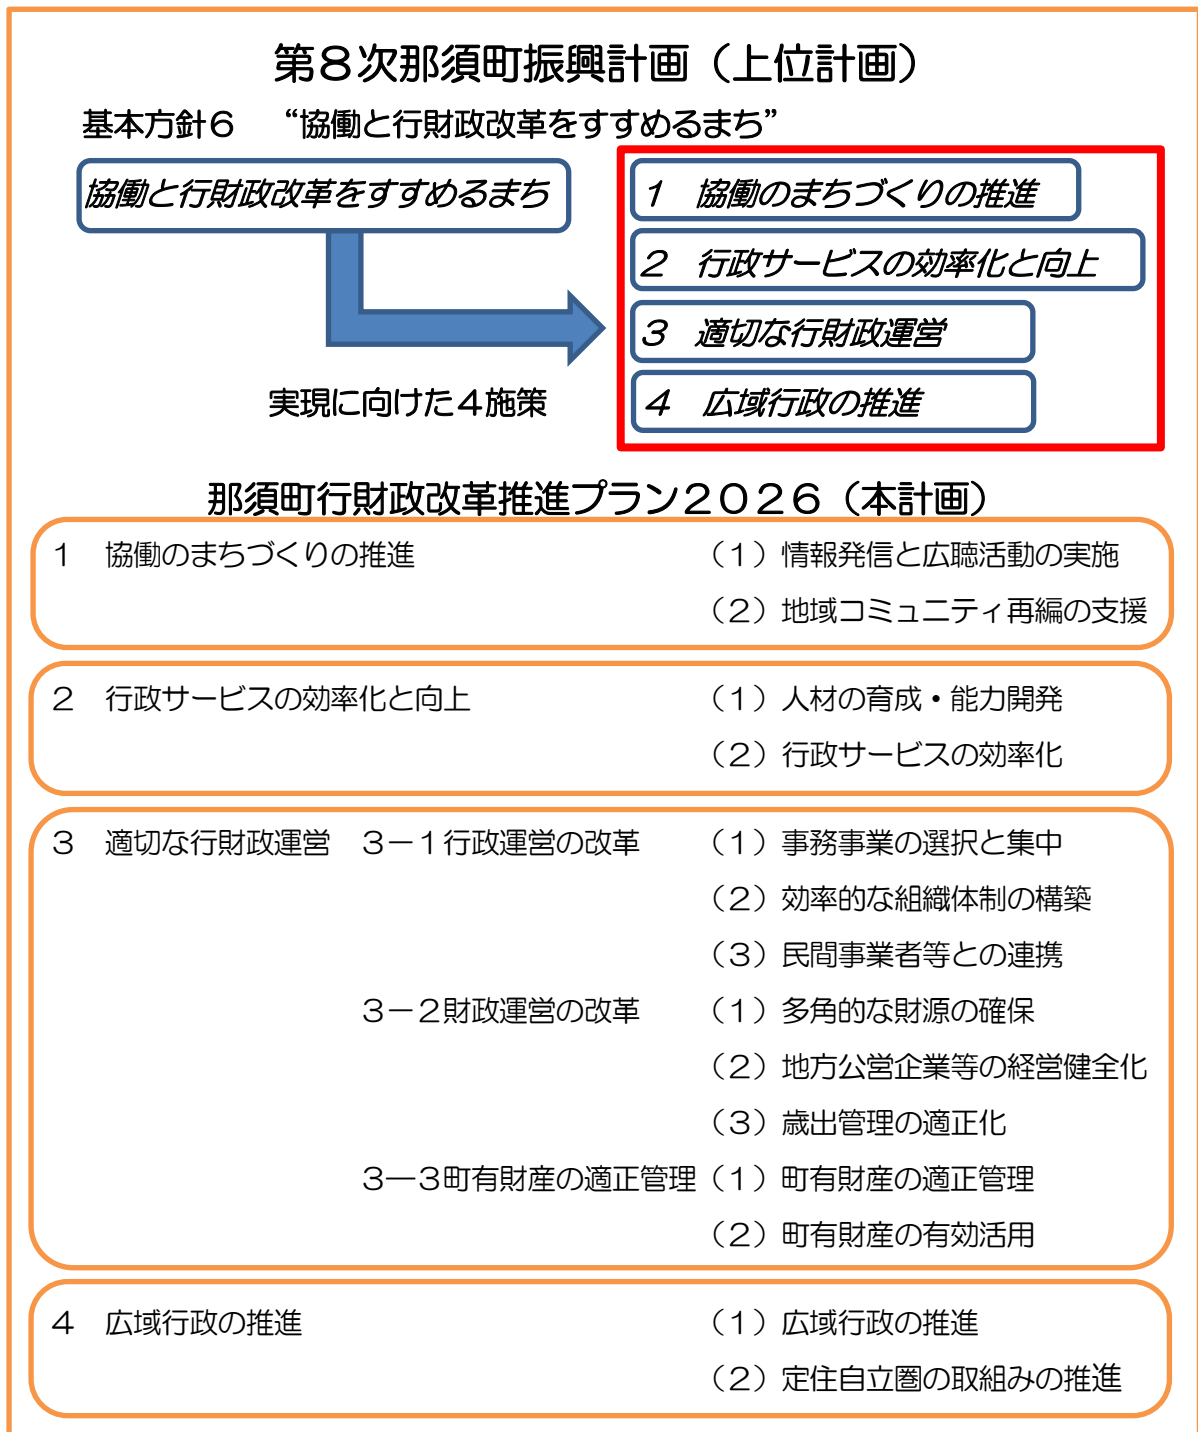 第８次那須町振興計画（上位計画）
基本方針６　“協働と行財政改革をすすめるまち”
協働と行財政改革をすすめるまち
１　協働のまちづくりの推進
２　行政サービスの効率化と向上
３　適切な行財政運営
４　広域行政の推進
実現に向けた４施策
那須町行財政改革推進プラン２０２６（本計画）
１　協働のまちづくりの推進　（１）情報発信と広聴活動の実施
（２）地域コミュニティ再編の支援
２　行政サービスの効率化と向上　（１）人材の育成・能力開発
（２）行政サービスの効率化
３　適切な行財政運営　３－１行政運営の改革　（１）事務事業の選択と集中
（２）効率的な組織体制の構築
（３）民間事業者等との連携
３－２財政運営の改革　（１）多角的な財源の確保
（２）地方公営企業等の経営健全化
（３）歳出管理の適正化
３―３町有財産の適正管理（１）町有財産の適正管理
（２）町有財産の有効活用
４　広域行政の推進　（１）広域行政の推進
（２）定住自立圏の取組みの推進